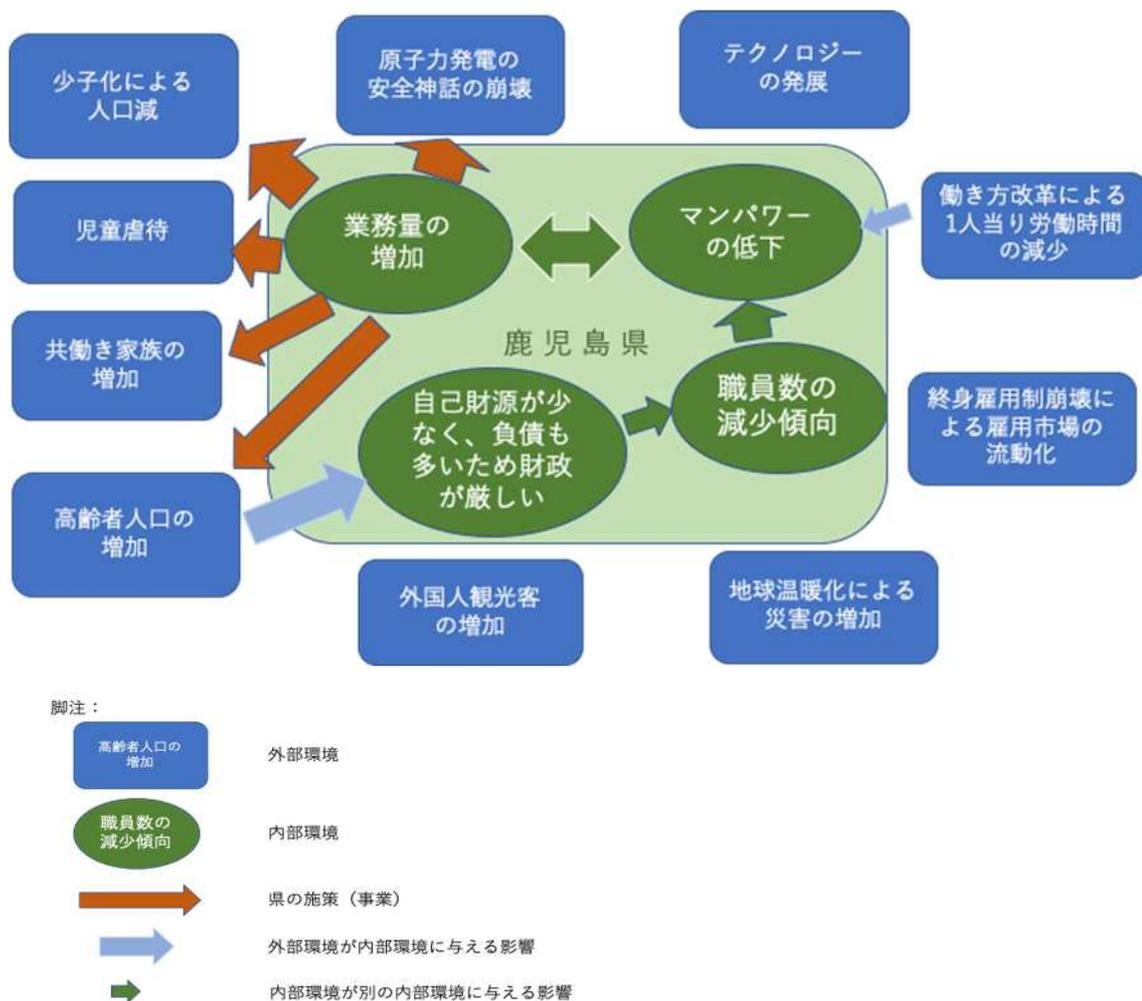 少子化による
人口減
原子力発電の
安全神話の崩壊
テクノロジー
の発展
児童虐待
業務量の
増加
マンパワー
の低下
働き方改革による
1人当り労働時間
の減少
共働き家族の
増加
鹿児島県
自己財源が少
なく、負債も
多いため財政
が厳しい
職員数の
減少傾向
終身雇用制崩壊に
よる雇用市場の
流動化
高齢者人口の
増加
外国人観光客
の増加
地球温暖化による
災害の増加
脚注：
高齢者人口の
増加
外部環境
職員数の
減少傾向
内部環境
県の施策（事業）
外部環境が内部環境に与える影響
内部環境が別の内部環境に与える影響